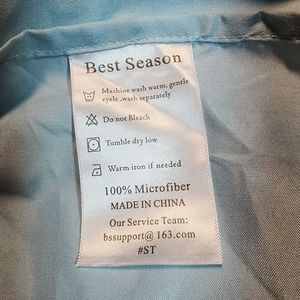 Best Season
Machine wash warm, gentle
cycle ,wash separately
Do not Bleach
Tumble dry low
Warm iron if needed
100% Microfiber
MADE IN CHINA
Our Service Team:
bssupport@ 163.com
#ST